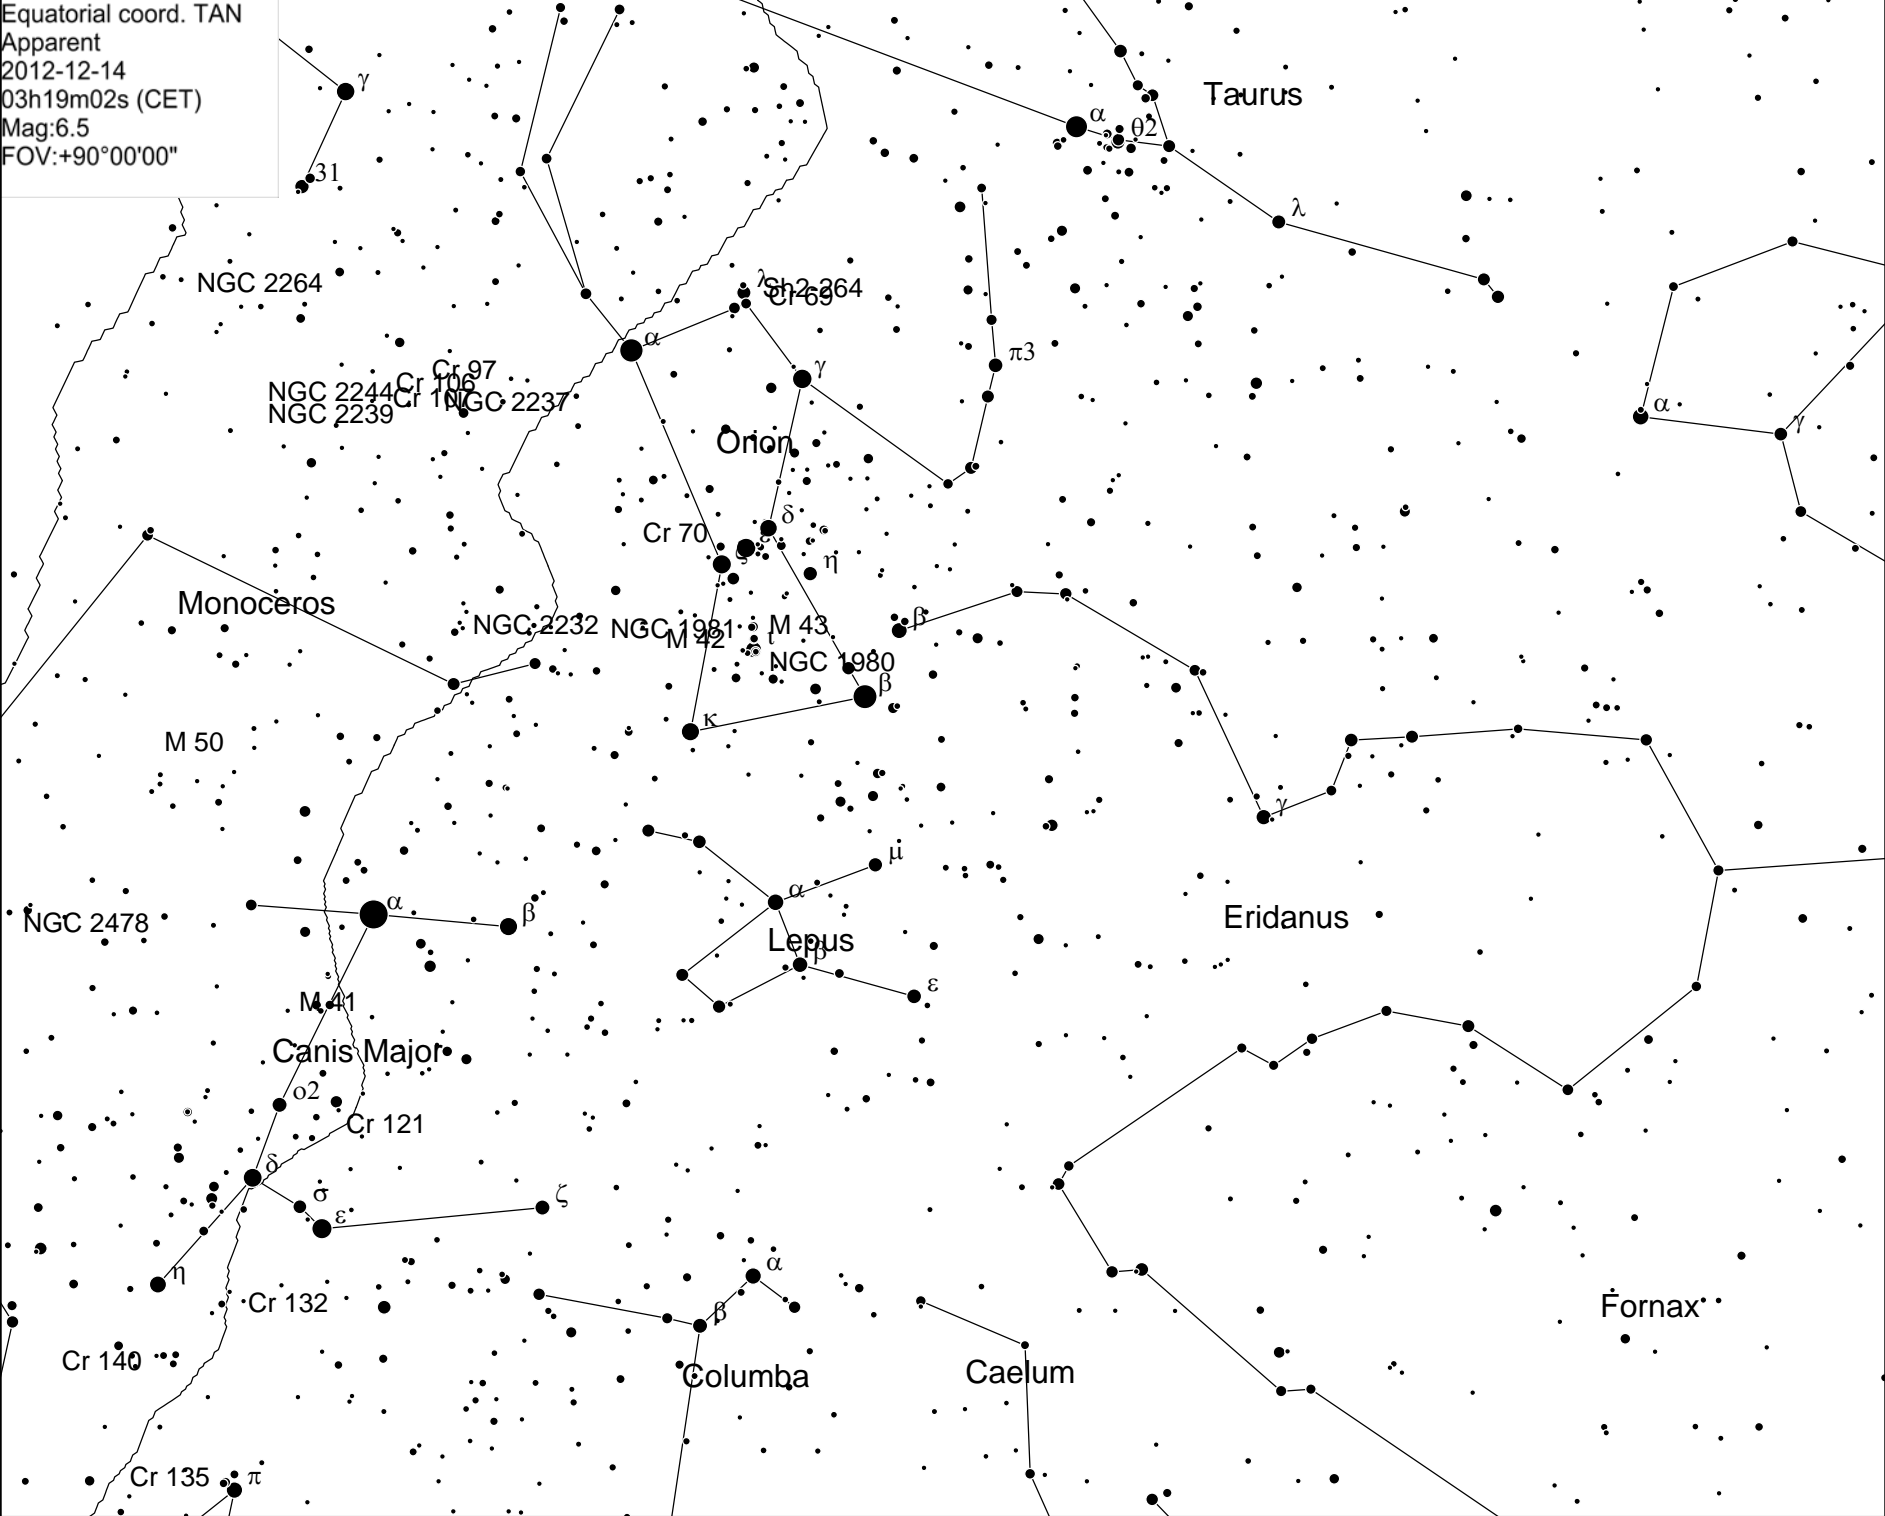 Equatorial coord. TAN
Apparent
2012-12-14
03h19m02s (CET)
Mag:6.5
FOV:+90°00'00"
γ
31
Taurus
α
θ2
λ
NGC 2264
λ
Sh2-264
Cr 69
α
π3
γ
Cr 97
Cr 106
NGC 2244
Cr 107
NGC 2237
NGC 2239
α
γ
Orion
δ
Cr 70
ε
ζ
η
Monoceros
NGC 2232
NGC 1981
M 43
M 42
ι
NGC 1980
β
β
κ
M 50
γ
μ
α
α
β
NGC 2478
Lepus
β
Eridanus
ε
M 41
Canis Major
ο2
Cr 121
δ
σ
ε
ζ
η
α
Cr 132
β
Fornax
Cr 140
Columba
Caelum
Cr 135
π